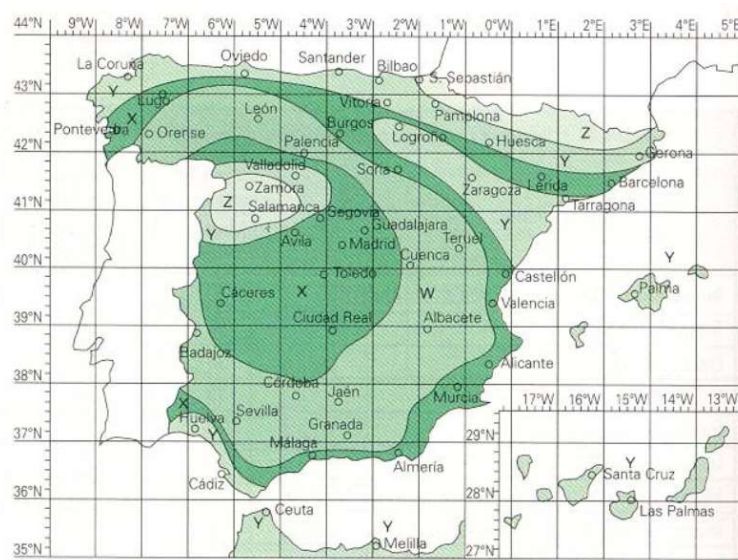 44°N 9°W 8°W 7°W 6°W 5°W 4°W 3°W 2°W 1°W 0°W 1°E 2°E 3°E 4°E
La Coruña Oviedo Santander Bilbao S. Sebastián
43°N Y Lugo Vitoria Pamplona
X León Burgos Z
Pontevedra Orense Logroño Huesca Gerona
42°N Palencia Y
Valladolid Soria Lérida Barcelona
Zamora Zaragoza Tarragona
41°N Z Salamanca Segovia Y
Y Guadalajara
Avila Madrid Teruel Y
40°N Cuenca Castellón
Toledo Palma
Cáceres X W Valencia
39°N Ciudad Real Albacete
Badajoz Alicante
38°N Córdoba Murcia 17°W 16°W 15°W 14°W 13°W
X Jaén
Huelva Sevilla
37°N Y Granada 29°N
Málaga Almería Y
Cádiz Santa Cruz
36°N Ceuta 28°N Las Palmas
Y Y
35°N Melilla 27°N